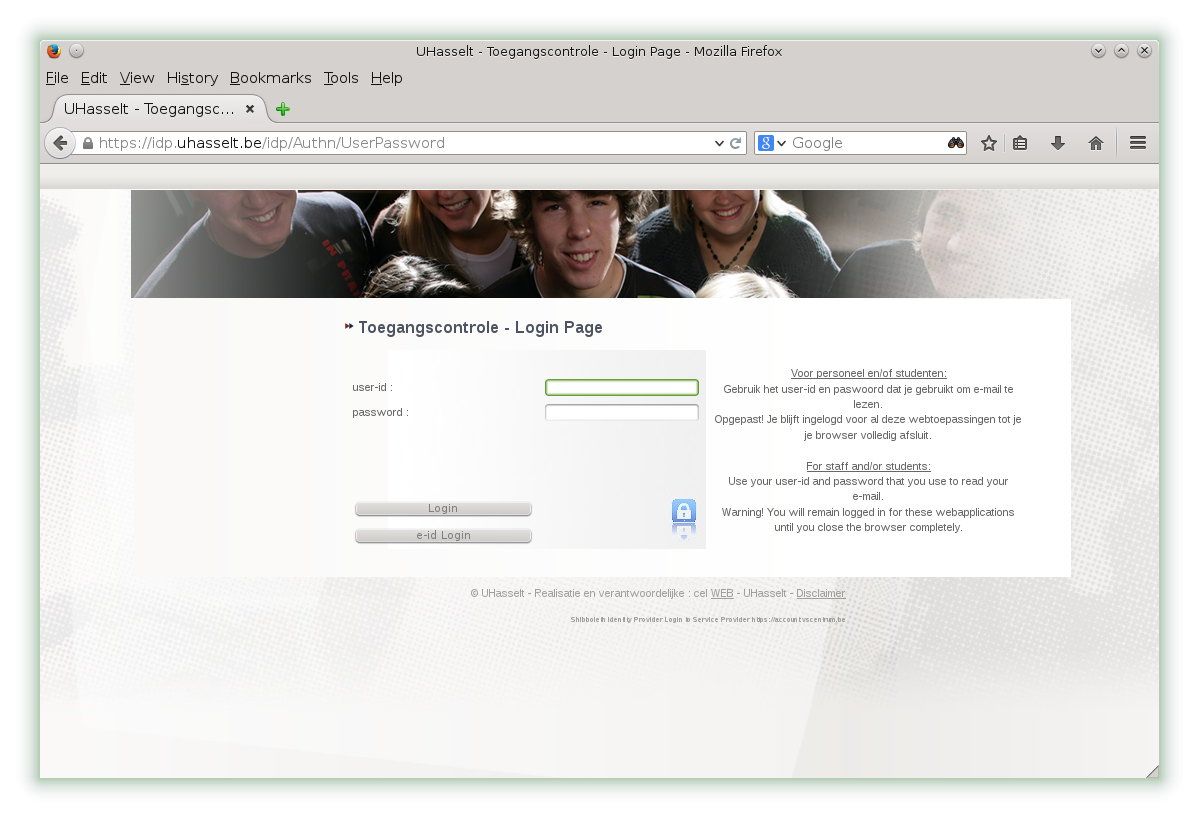 UHasselt - Toegangscontrole - Login Page - Mozilla Firefox
File Edit View History Bookmarks Tools Help
UHasselt - Toegangsc...
https://idp.uhasselt.be/idp/Authn/UserPassword
8 Google
IN TRA
Toegangscontrole - Login Page
user-id :
password :
Login
e-id Login
Voor personeel en/of studenten:
Gebruik het user-id en paswoord dat je gebruikt om e-mail te
lezen.
Opgepast! Je blijft ingelogd voor al deze webtoepassingen tot je
je browser volledig afsluit.
For staff and/or students:
Use your user-id and password that you use to read your
e-mail.
Warning! You will remain logged in for these webapplications
until you close the browser completely.
© UHasselt - Realisatie en verantwoordelijke : cel WEB - UHasselt - Disclaimer
Shibboleth Identity Provider Login to Service Provider https://account.vscentrum.be